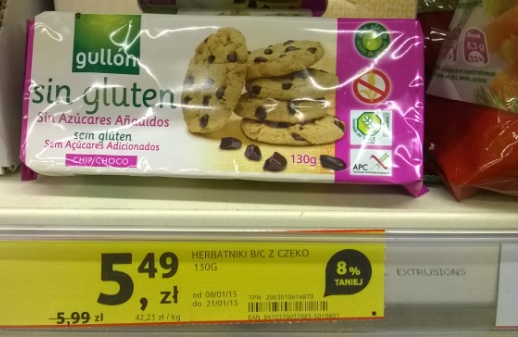 gullón
sin gluten
Sin Azúcares Añadidos
sem glúten
Sem Açúcares Adicionados
CHIP/CHOCO
130g
APC
5,49 zł
5,99 zł
HERBATNIKI B/C Z CZEKO
130G
od 08/01/15
do 21/01/15
42,23 zł / kg
TPN 2003010616870
8%
TANIEJ
EXTRUSIONS